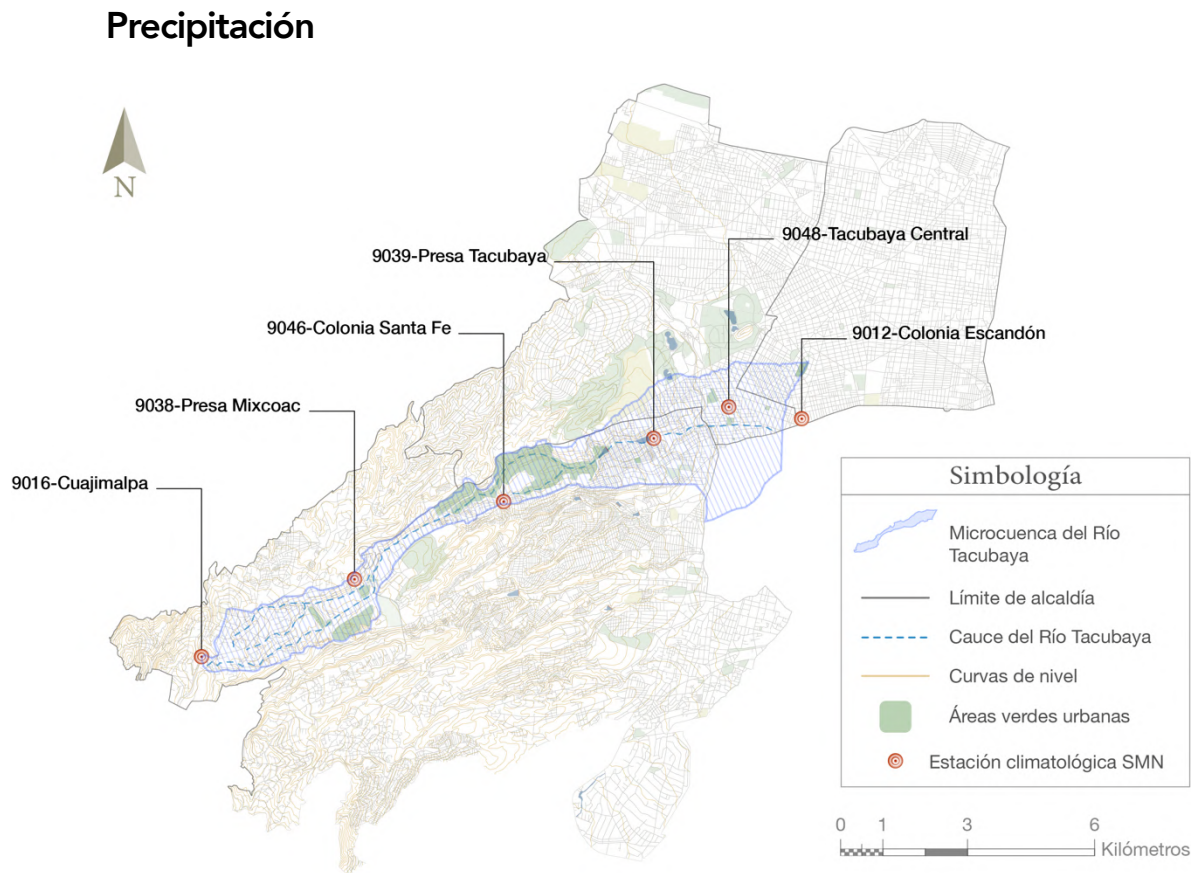 Precipitación
N
9048-Tacubaya Central
9039-Presa Tacubaya
9046-Colonia Santa Fe
9012-Colonia Escandón
9038-Presa Mixcoac
9016-Cuajimalpa
Simbología
Microcuenca del Río
Tacubaya
Límite de alcaldía
Cauce del Río Tacubaya
Curvas de nivel
Áreas verdes urbanas
Estación climatológica SMN
0 1 3 6
Kilómetros